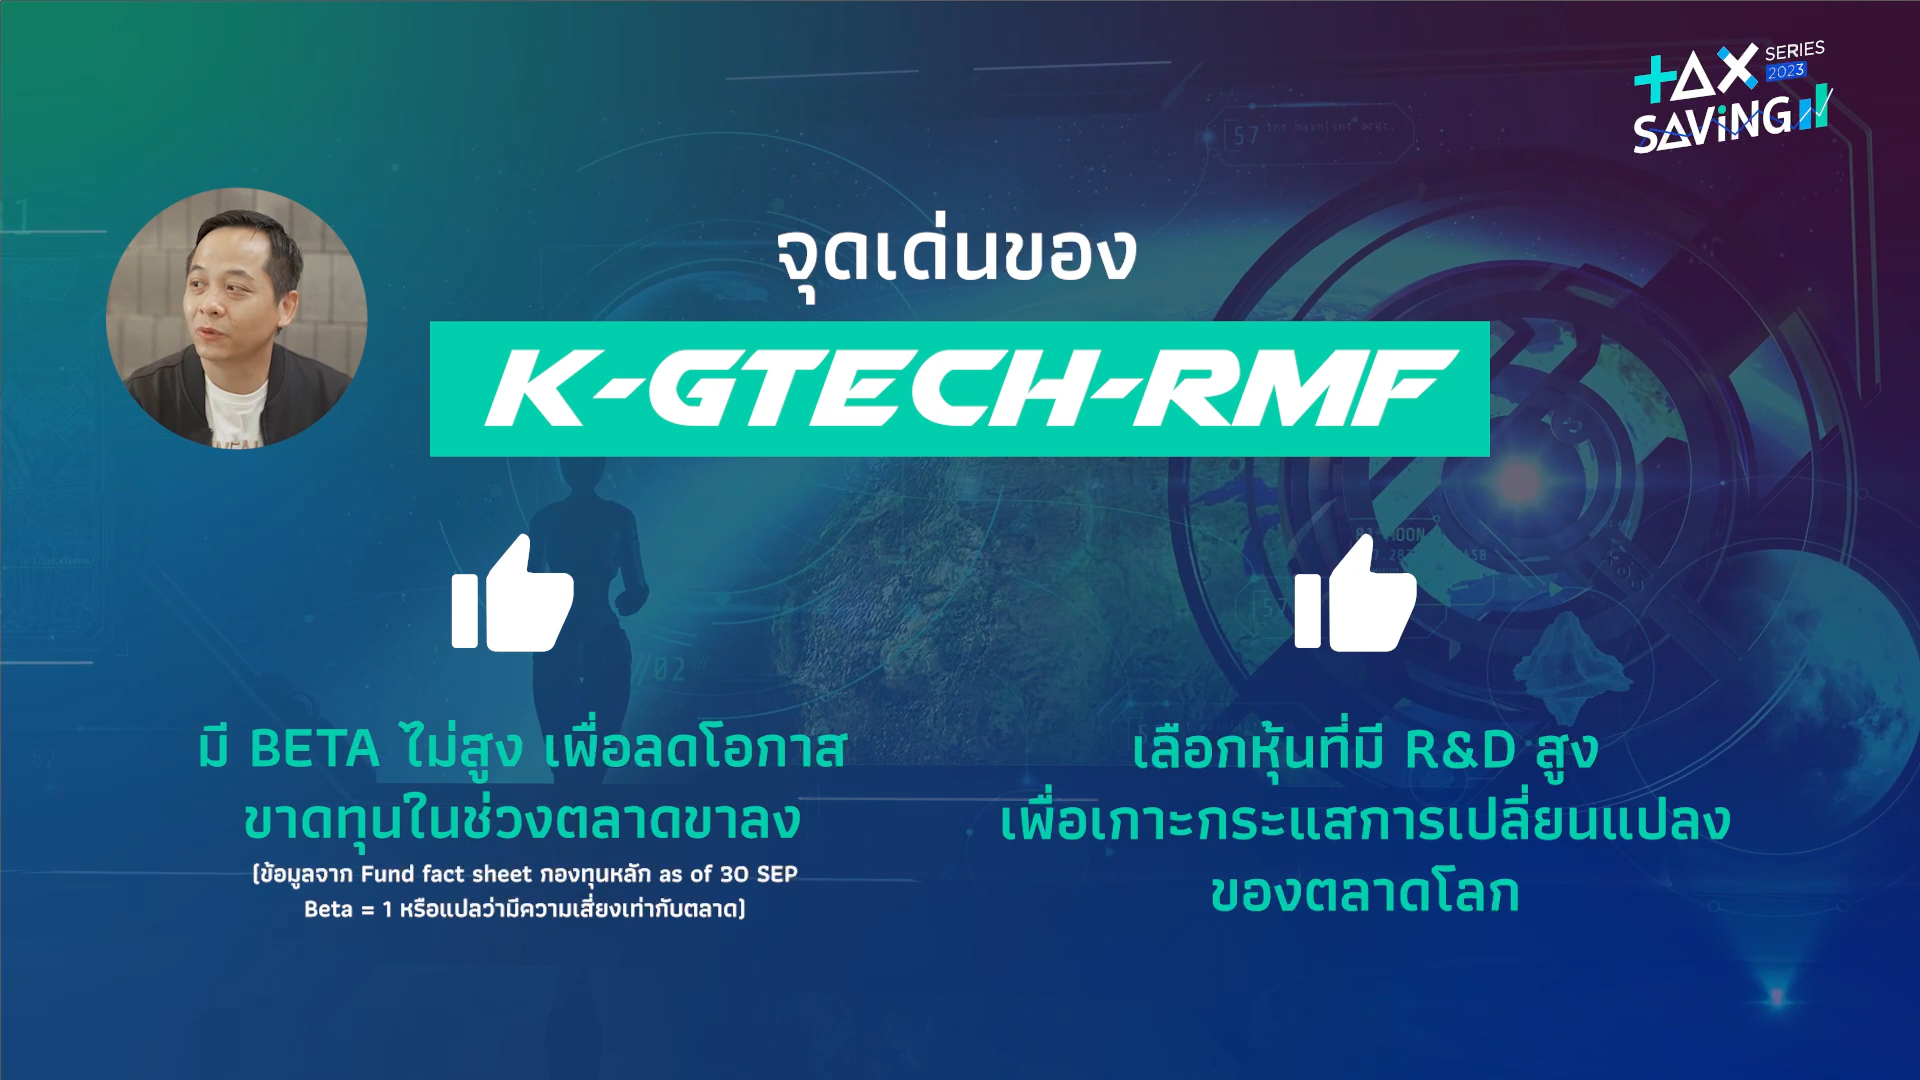 TAX SERIES
2023
SAViNG
จุดเด่นของ
K-GTECH-RMF
มี BETA ไม่สูง เพื่อลดโอกาส
ขาดทุนในช่วงตลาดขาลง
(ข้อมูลจาก Fund fact sheet กองทุนหลัก as of 30 SEP
Beta = 1 หรือแปลว่ามีความเสี่ยงเท่ากับตลาด)
เลือกหุ้นที่มี R&D สูง
เพื่อเกาะกระแสการเปลี่ยนแปลง
ของตลาดโลก
57
/02
MOON